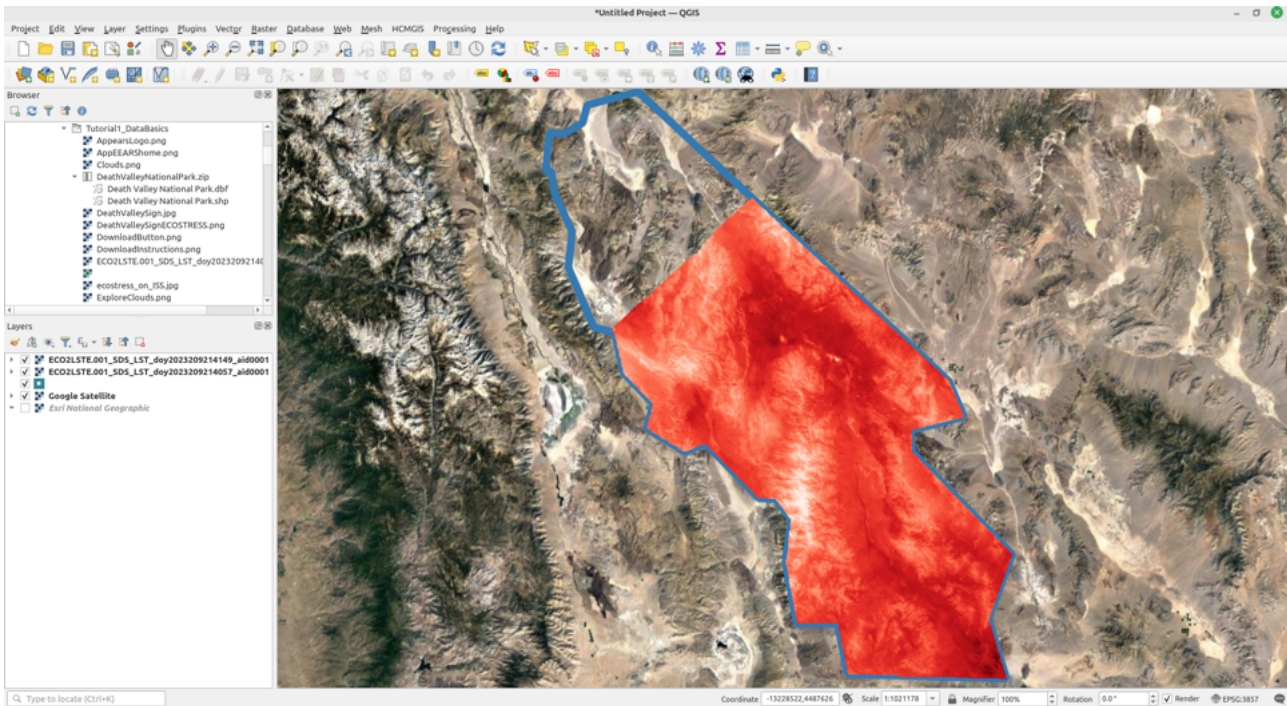 *Untitled Project — QGIS
Project Edit View Layer Settings Plugins Vector Raster Database Web Mesh HCMGIS Processing Help
Browser
Tutorial1_DataBasics
AppearsLogo.png
AppEEARShome.png
Clouds.png
DeathValleyNationalPark.zip
Death Valley National Park.dbf
Death Valley National Park.shp
DeathValleySign.jpg
DeathValleySignECOSTRESS.png
DownloadButton.png
DownloadInstructions.png
ECO2LSTE.001_SDS_LST_doy20232092140
ecostress_on_ISS.jpg
ExploreClouds.png
Layers
ECO2LSTE.001_SDS_LST_doy2023209214149_aid0001
ECO2LSTE.001_SDS_LST_doy2023209214057_aid0001
Google Satellite
Esri National Geographic
Type to locate (Ctrl+K) Coordinate -13228522,4487626 Scale 1:1021178 Magnifier 100% Rotation 0.0° Render EPSG:3857